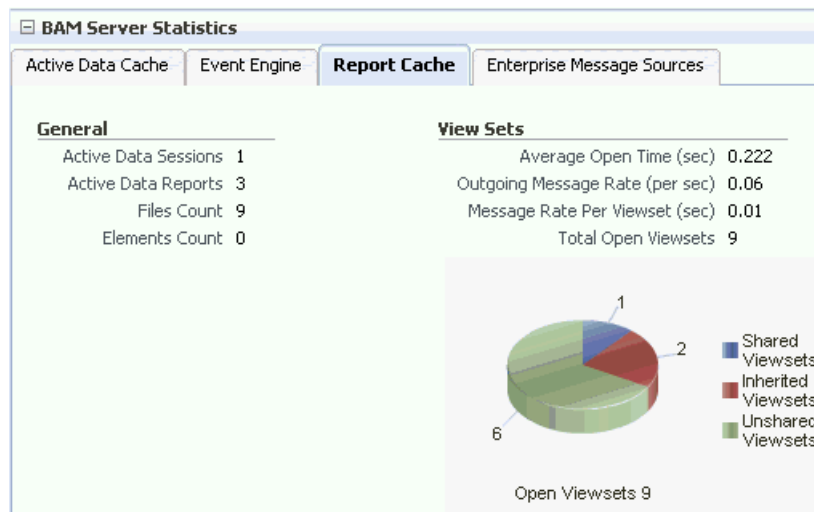 BAM Server Statistics
Active Data Cache
Event Engine
Report Cache
Enterprise Message Sources
General
Active Data Sessions 1
Active Data Reports 3
Files Count 9
Elements Count 0
View Sets
Average Open Time (sec) 0.222
Outgoing Message Rate (per sec) 0.06
Message Rate Per Viewset (sec) 0.01
Total Open Viewsets 9
1
2
6
Shared
Viewsets
Inherited
Viewsets
Unshared
Viewsets
Open Viewsets 9